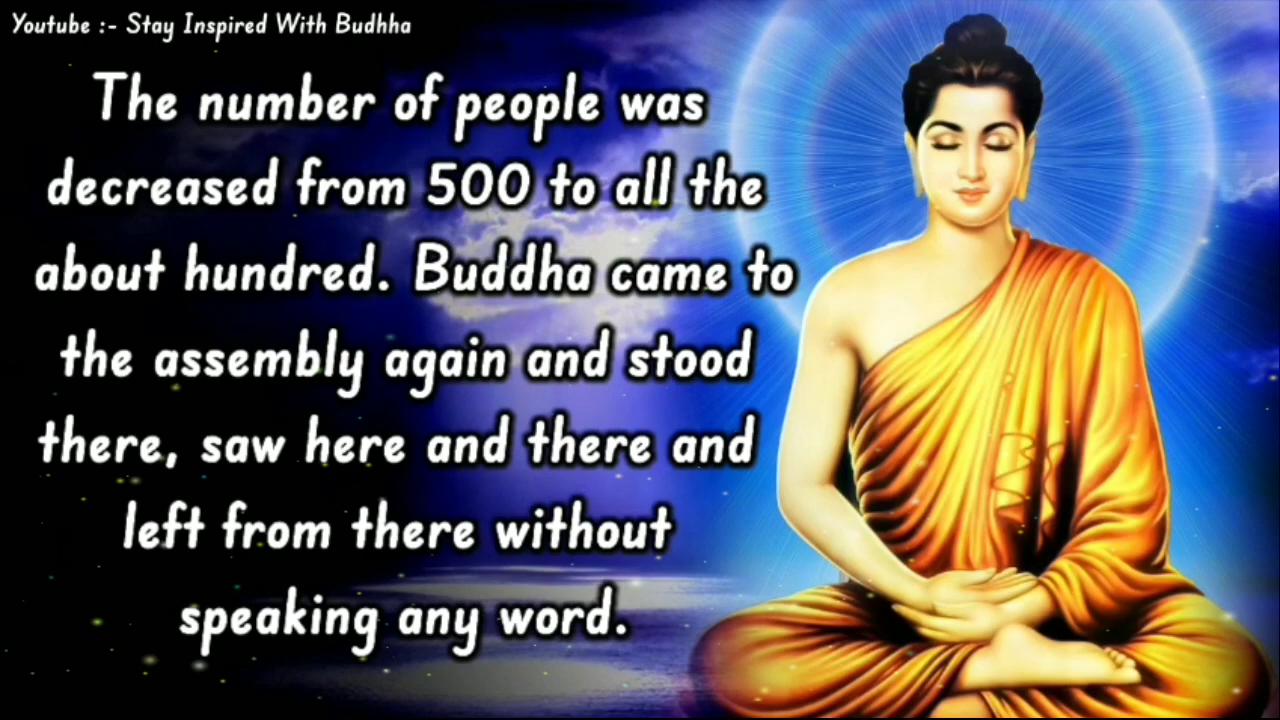 Youtube :- Stay Inspired With Budhha
The number of people was
decreased from 500 to all the
about hundred. Buddha came to
the assembly again and stood
there, saw here and there and
left from there without
speaking any word.